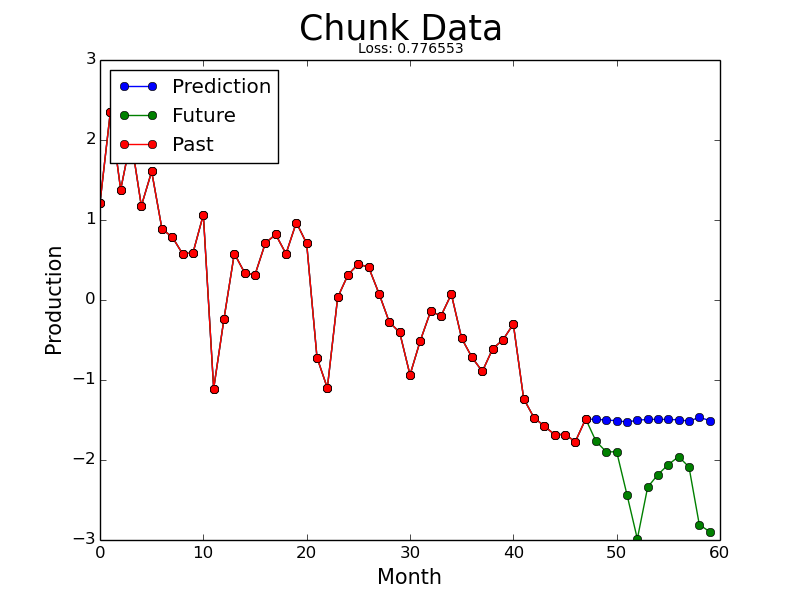 Chunk Data
Loss: 0.776553
Prediction
Future
Past
Production
3
2
1
0
−1
−2
−3
0 10 20 30 40 50 60
Month